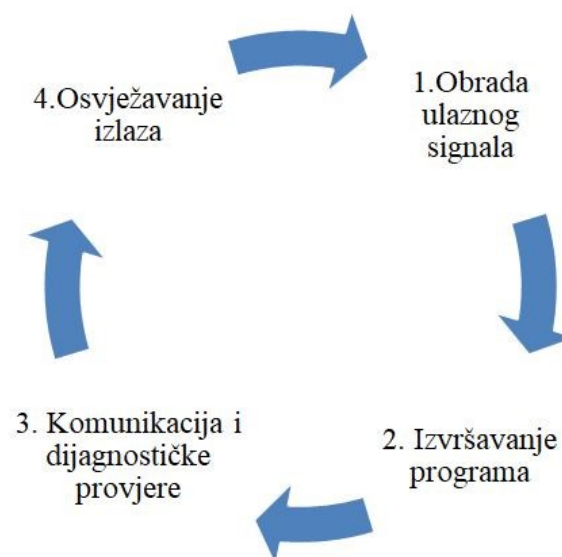 1.Obrada
ulaznog
signala
2. Izvršavanje
programa
3. Komunikacija i
dijagnostičke
provjere
4.Osvježavanje
izlaza